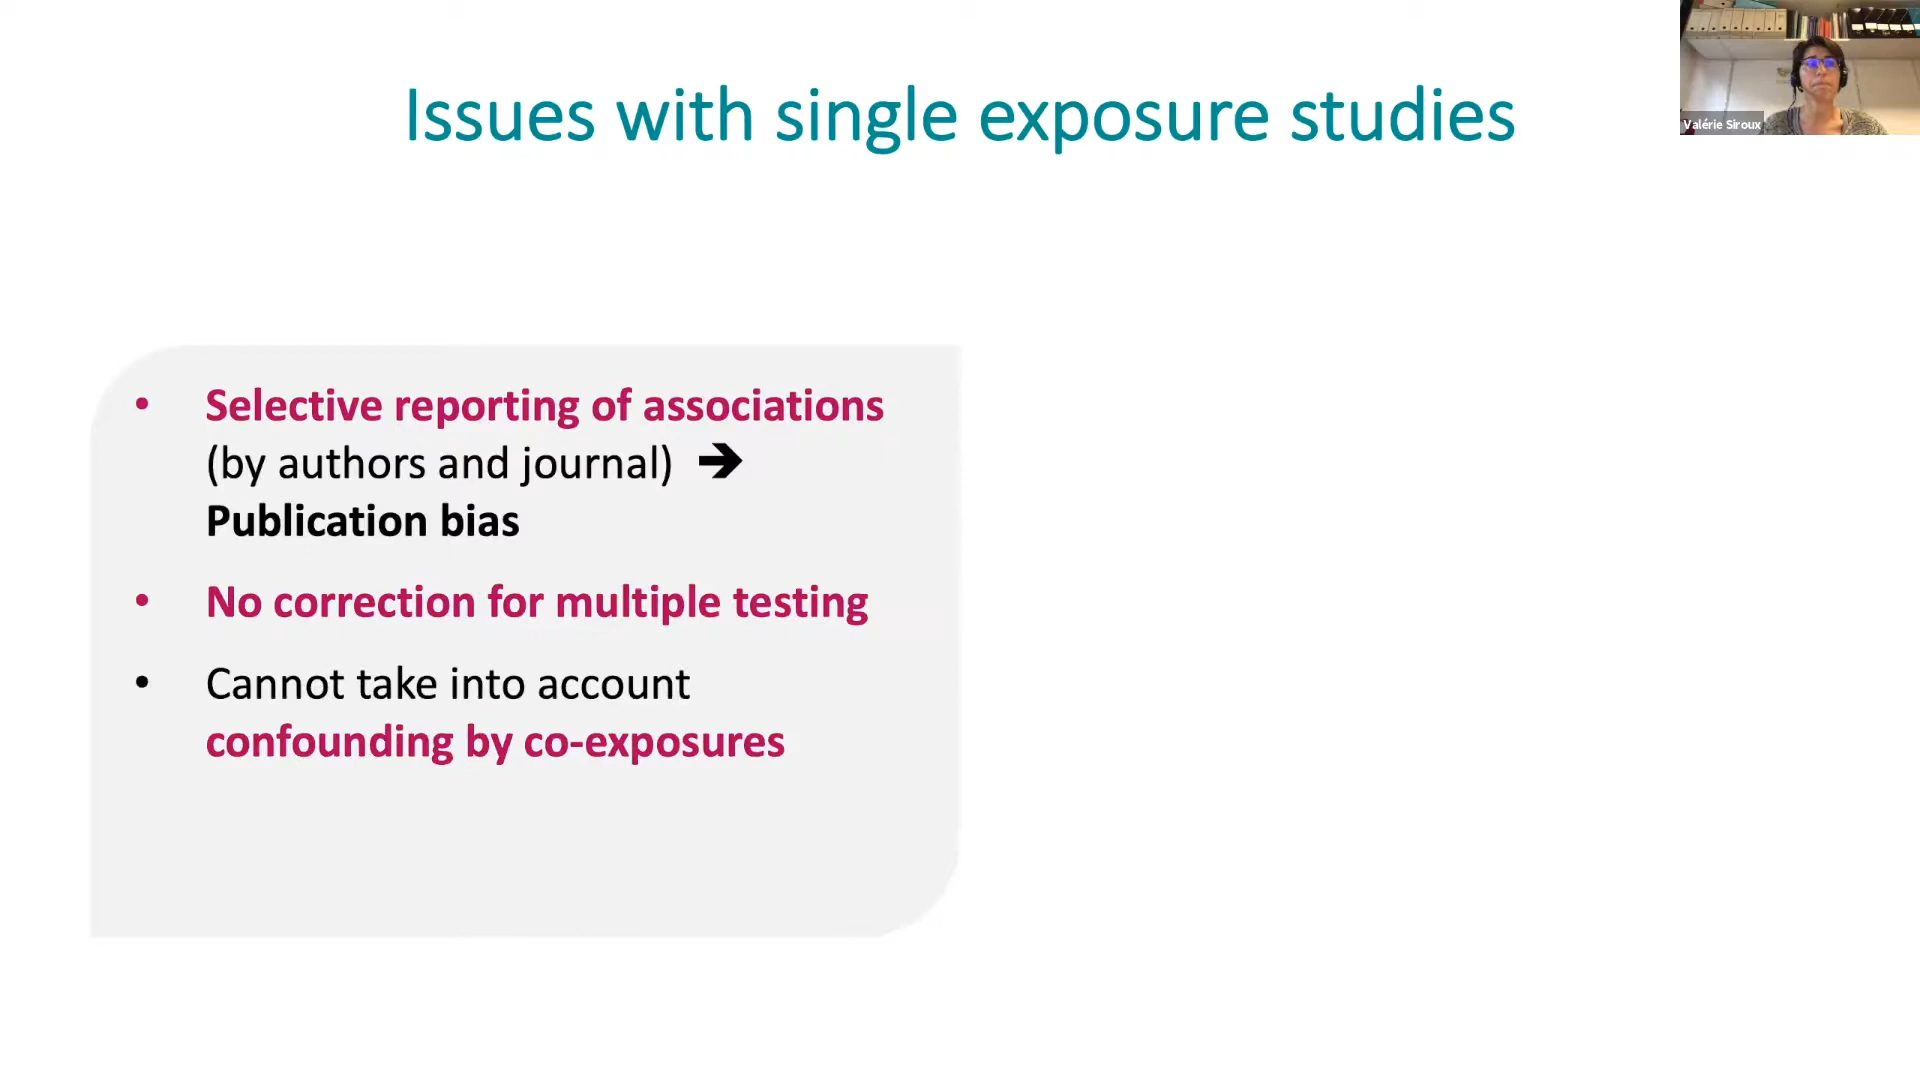 Issues with single exposure studies
Valérie Siroux
• Selective reporting of associations
(by authors and journal) ➔
Publication bias
• No correction for multiple testing
• Cannot take into account
confounding by co-exposures